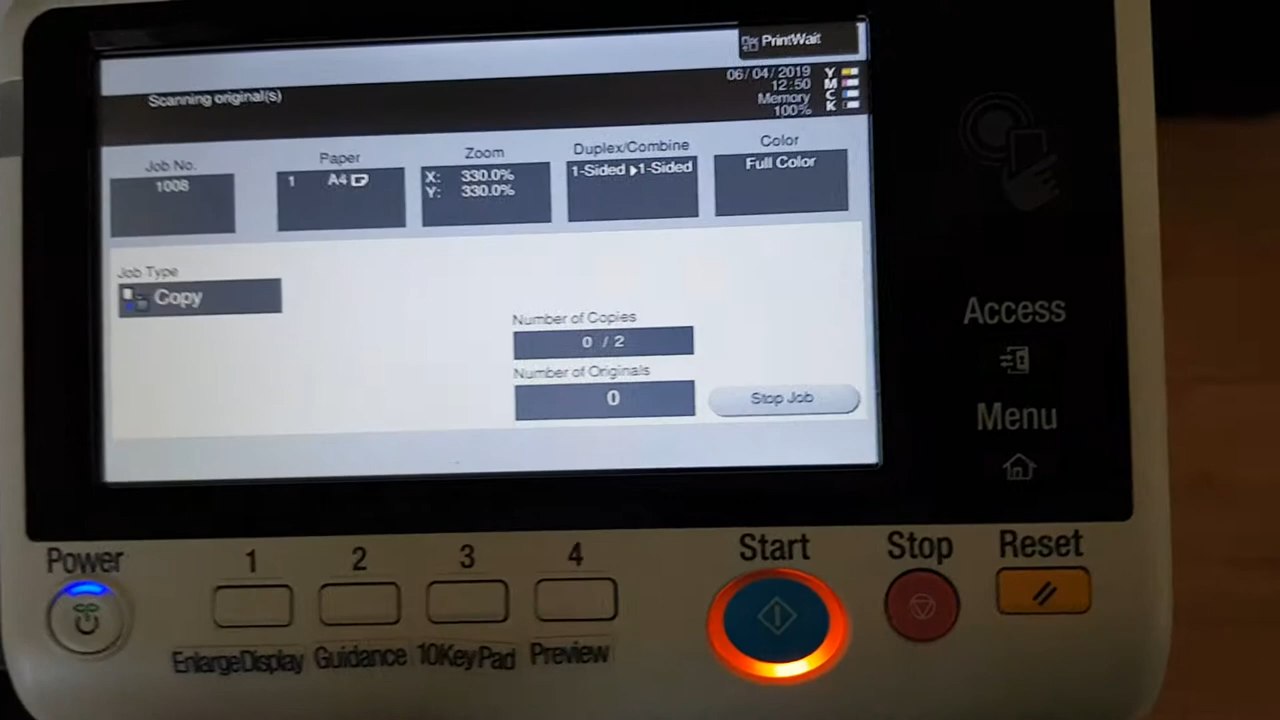 PrintWait
Scanning original(s)
06/04/2019
12:50
Memory
100%
Y
M
C
K
Job No.
1008
Paper
1 A4
Zoom
X: 330.0%
Y: 330.0%
Duplex/Combine
1-Sided ▶1-Sided
Color
Full Color
Job Type
Copy
Number of Copies
0 / 2
Number of Originals
0
Stop Job
Access
Menu
Power
1
2
3
4
Start
Stop
Reset
EnlargeDisplay
Guidance
10KeyPad
Preview